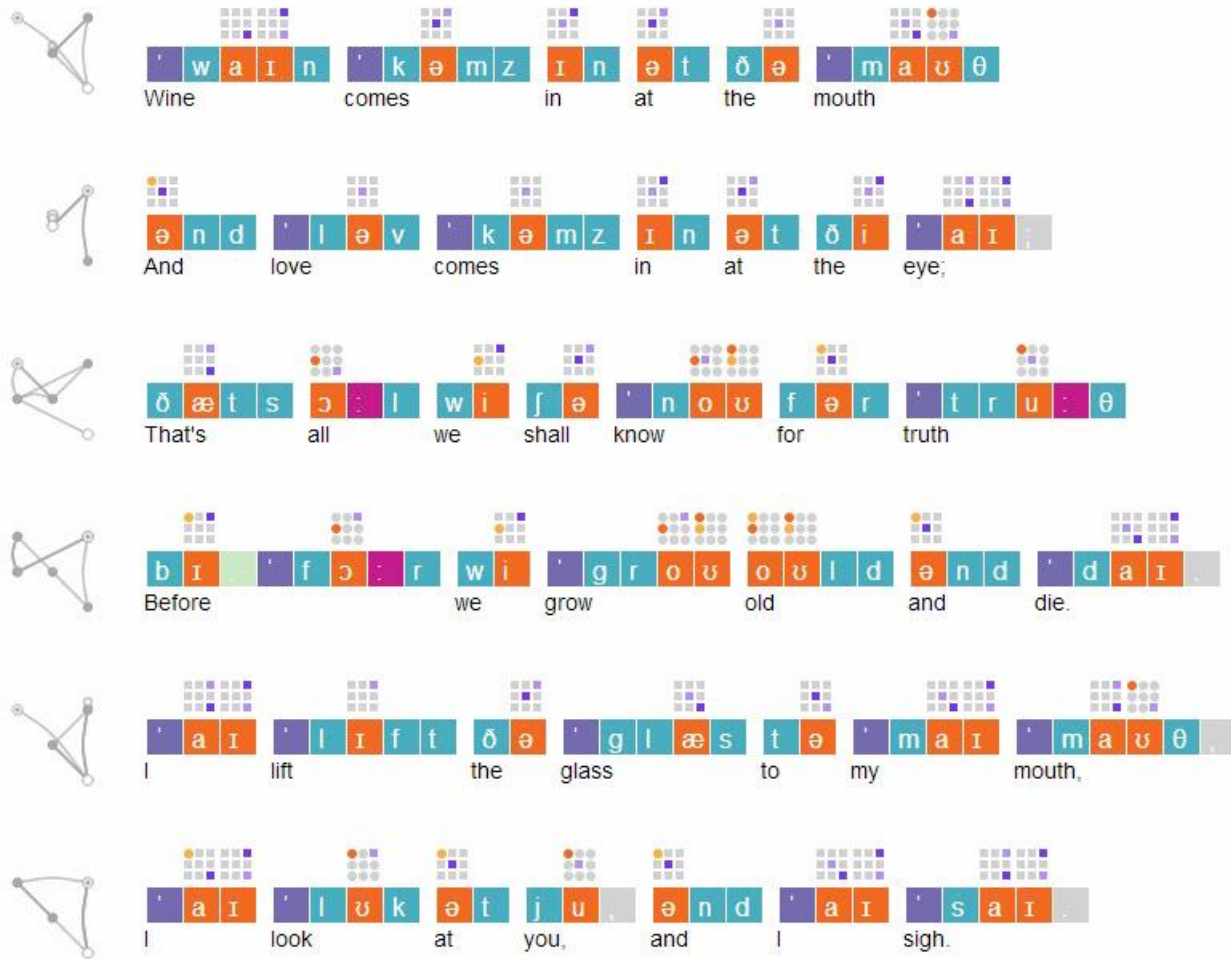 ˈwaɪn ˈkəmz ɪn ət ðə ˈmaʊθ
Wine comes in at the mouth
ənd ˈləv ˈkəmz ɪn ət ði ˈaɪ;
And love comes in at the eye;
ðæts ɔːl wi ʃə ˈnoʊ fər ˈtruːθ
That's all we shall know for truth
bɪ.ˈfɔːr wi ˈgroʊ oʊld ənd ˈdaɪ.
Before we grow old and die.
ˈaɪ ˈlɪft ðə ˈglæs tə ˈmaɪ ˈmaʊθ,
I lift the glass to my mouth,
ˈaɪ ˈlʊk ət ju, ənd ˈaɪ ˈsaɪ.
I look at you, and I sigh.